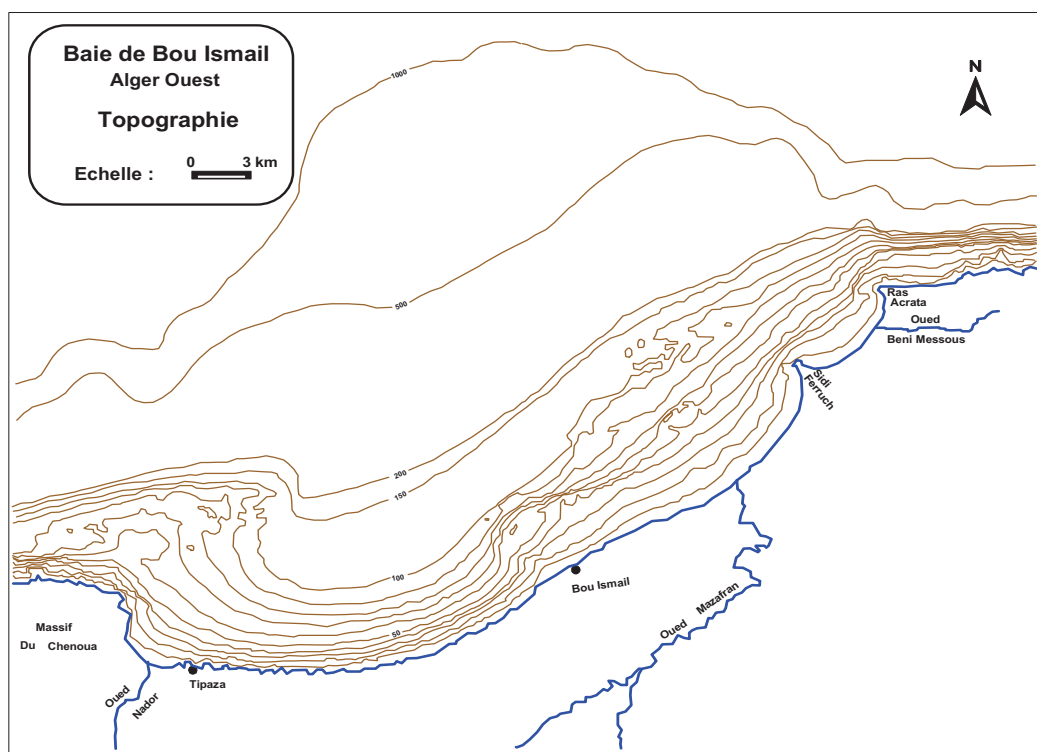 Baie de Bou Ismail
Alger Ouest
Topographie
Echelle :
0 3 km
N
1000
500
200
150
100
50
Ras
Acrata
Oued
Beni Messous
Sidi
Ferruch
Bou Ismail
Oued Mazafran
Massif
Du Chenoua
Tipaza
Oued
Nador